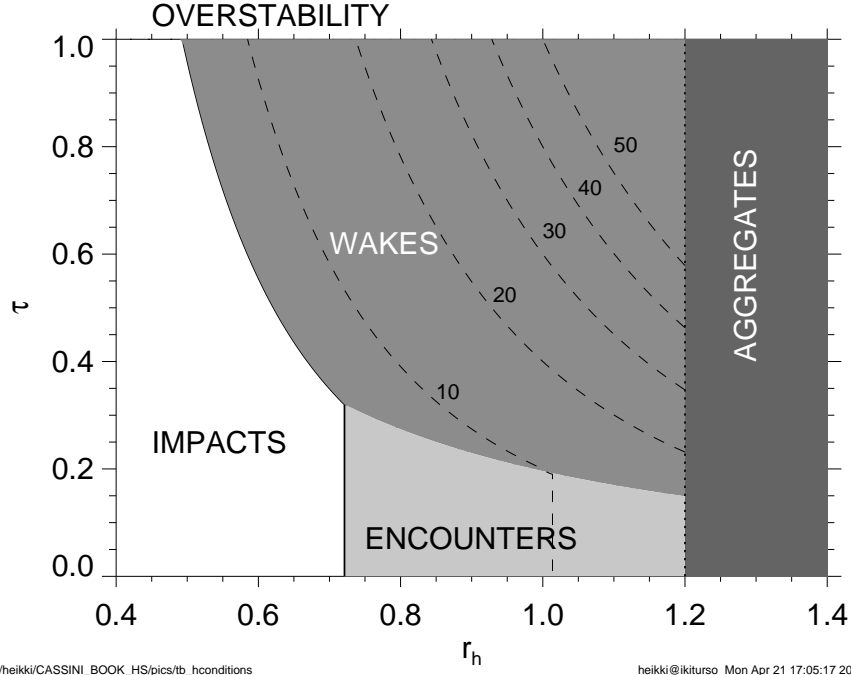 OVERSTABILITY
1.0
0.8
0.6
0.4
0.2
0.0
τ
50
40
30
20
10
WAKES
AGGREGATES
IMPACTS
ENCOUNTERS
0.4 0.6 0.8 1.0 1.2 1.4
rh
/heikki/CASSINI_BOOK_HS/pics/tb_hconditions
heikki@ikiturso Mon Apr 21 17:05:17 20